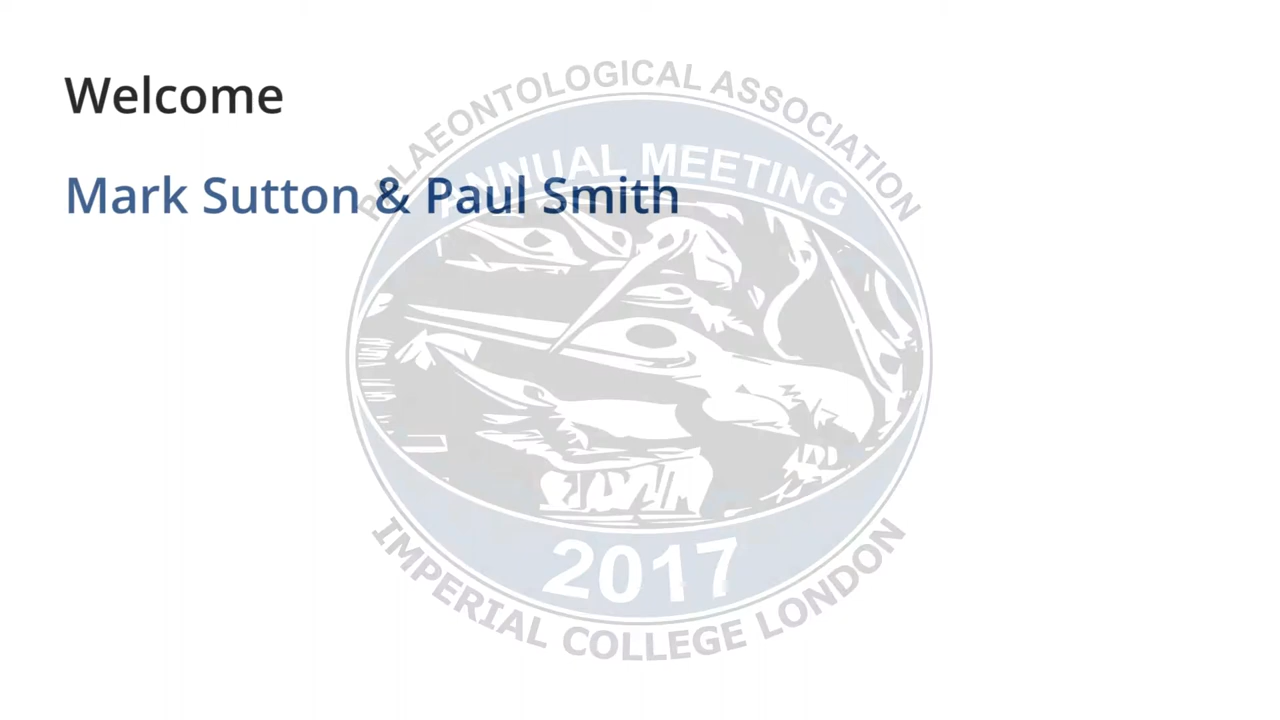 Welcome
Mark Sutton & Paul Smith
PALAEONTOLOGICAL ASSOCIATION
ANNUAL MEETING
2017
IMPERIAL COLLEGE LONDON